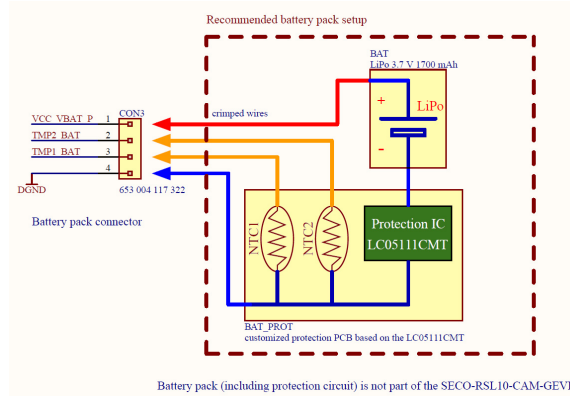 Recommended battery pack setup
BAT
LiPo 3.7 V 1700 mAh
+ LiPo
-
CON3
crimped wires
VCC_VBAT_P 1
TMP2_BAT 2
TMP1_BAT 3
4
DGND
653 004 117 322
Battery pack connector
NTC1
NTC2
Protection IC
LC05111CMT
BAT_PROT
customized protection PCB based on the LC05111CMT
Battery pack (including protection circuit) is not part of the SECO-RSL10-CAM-GEVI